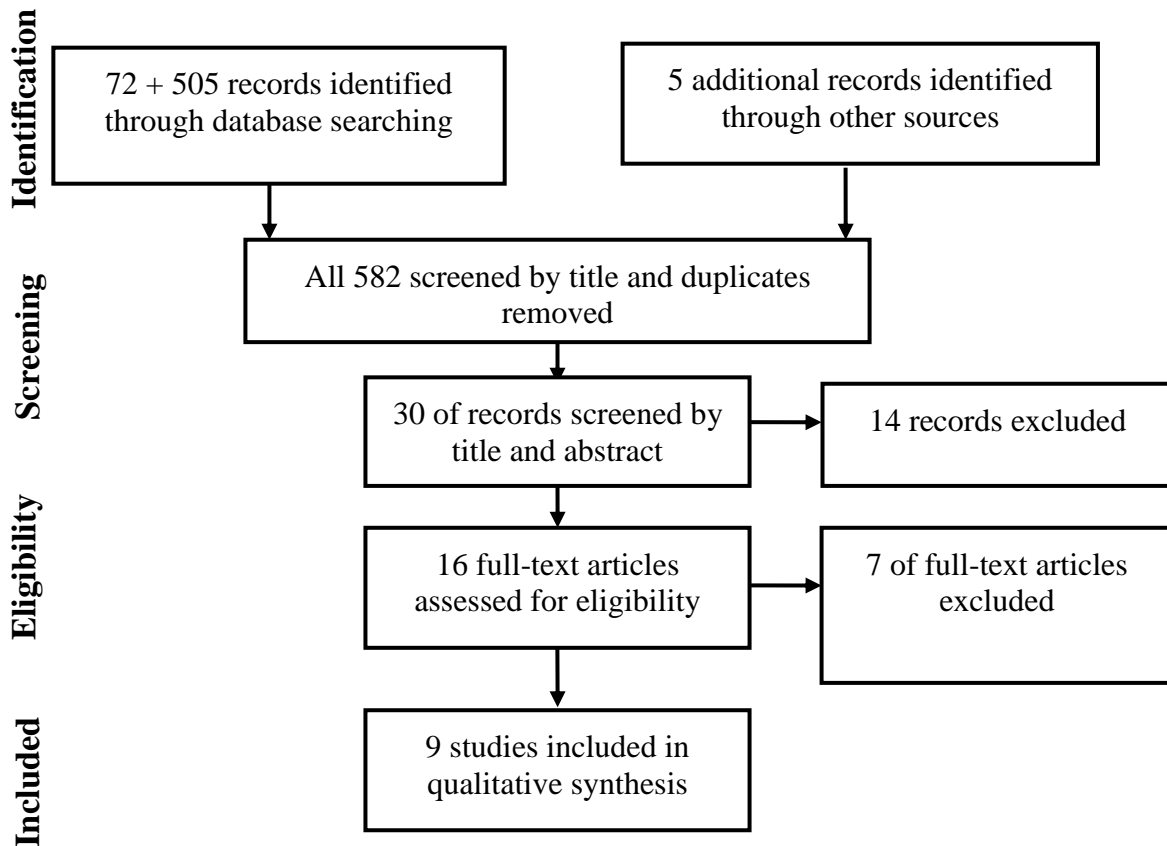 Identification
72 + 505 records identified
through database searching
5 additional records identified
through other sources
Screening
All 582 screened by title and duplicates
removed
30 of records screened by
title and abstract
14 records excluded
Eligibility
16 full-text articles
assessed for eligibility
7 of full-text articles
excluded
Included
9 studies included in
qualitative synthesis